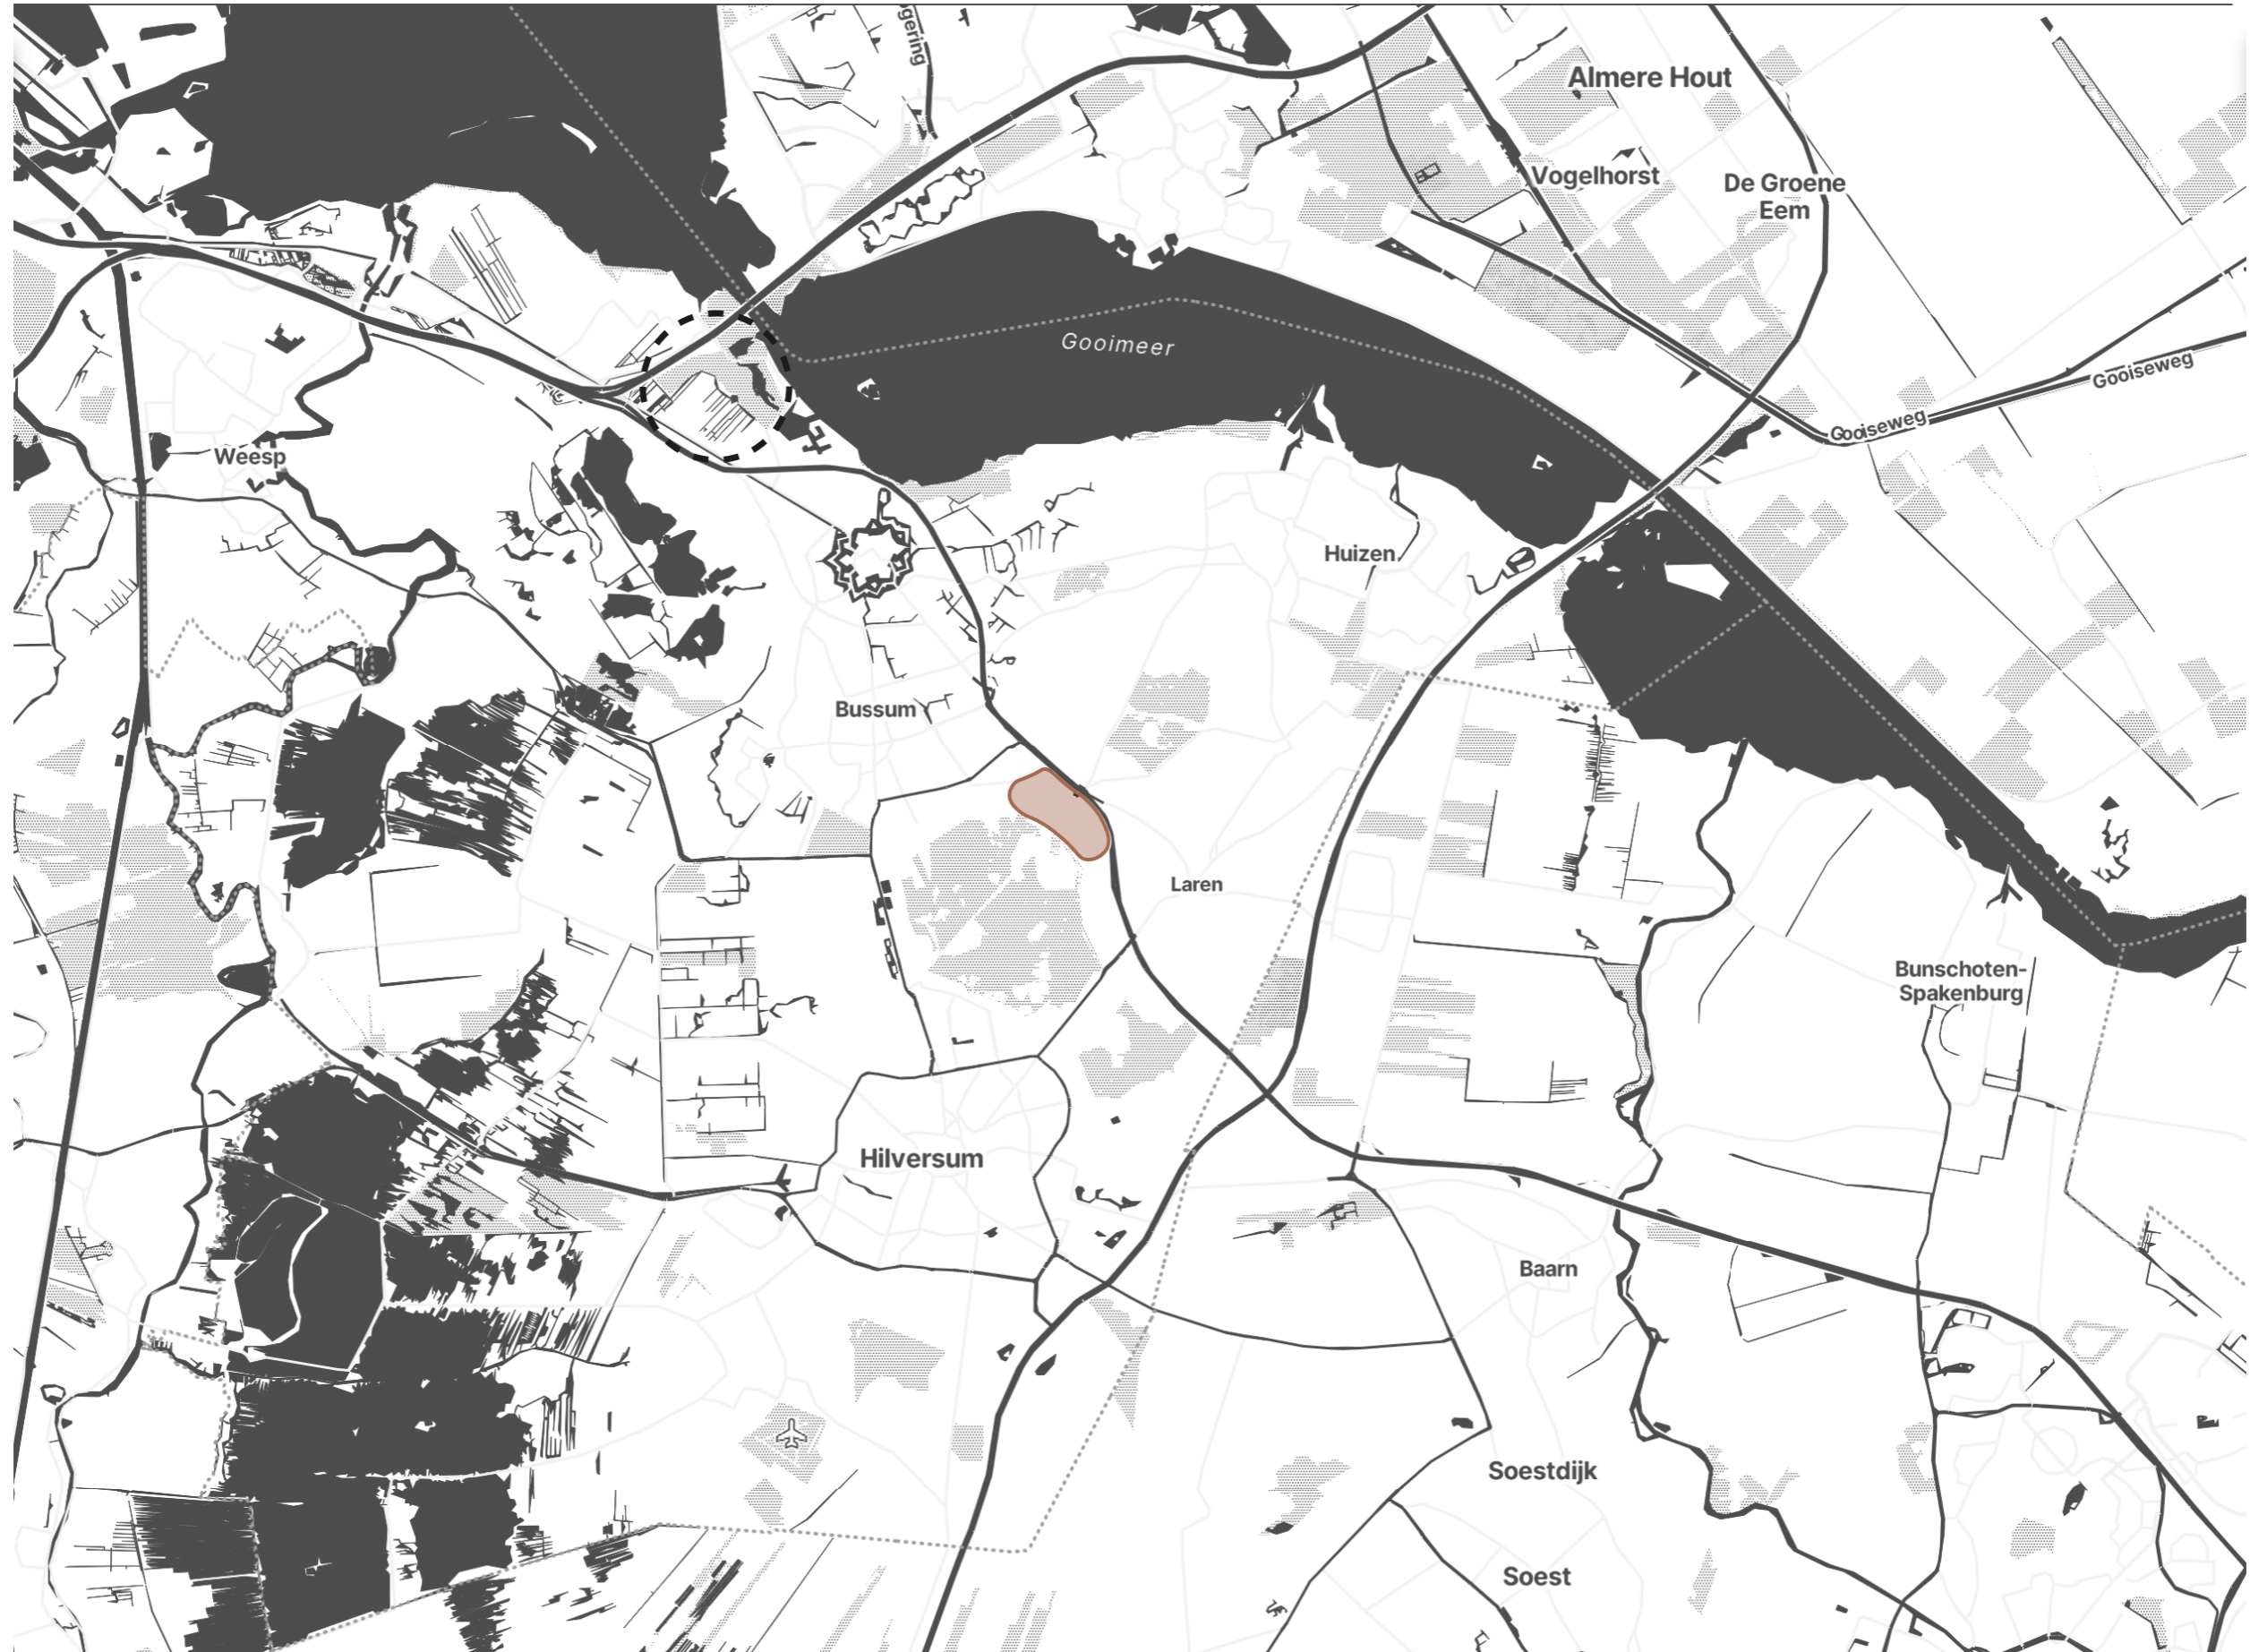 gering
Almere Hout
Vogelhorst
De Groene
Eem
Gooimeer
Gooiseweg
Gooiseweg
Weesp
Huizen
Bussum
Laren
Bunschoten-
Spakenburg
Hilversum
Baarn
Soestdijk
Soest